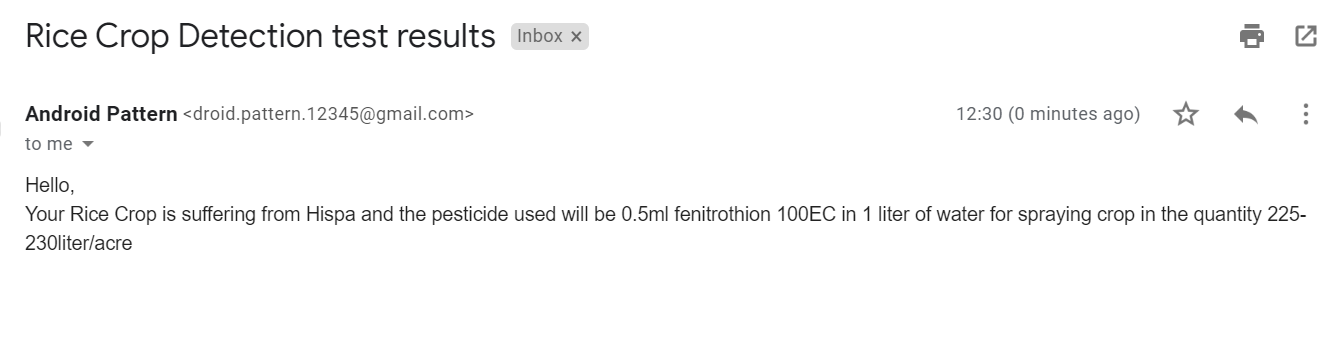 Rice Crop Detection test results Inbox ×
Android Pattern <droid.pattern.12345@gmail.com> 12:30 (0 minutes ago)
to me
Hello,
Your Rice Crop is suffering from Hispa and the pesticide used will be 0.5ml fenitrothion 100EC in 1 liter of water for spraying crop in the quantity 225-
230liter/acre